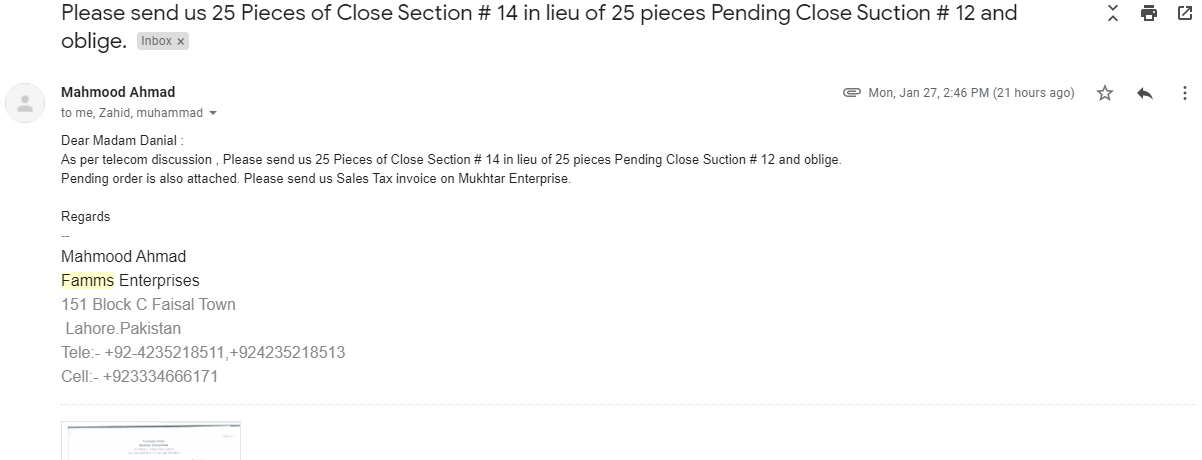 Please send us 25 Pieces of Close Section # 14 in lieu of 25 pieces Pending Close Suction # 12 and
oblige. Inbox x
Mahmood Ahmad
Mon, Jan 27, 2:46 PM (21 hours ago)
to me, Zahid, muhammad
Dear Madam Danial :
As per telecom discussion , Please send us 25 Pieces of Close Section # 14 in lieu of 25 pieces Pending Close Suction # 12 and oblige.
Pending order is also attached. Please send us Sales Tax invoice on Mukhtar Enterprise.
Regards
--
Mahmood Ahmad
Famms Enterprises
151 Block C Faisal Town
Lahore.Pakistan
Tele:- +92-4235218511,+924235218513
Cell:- +923334666171